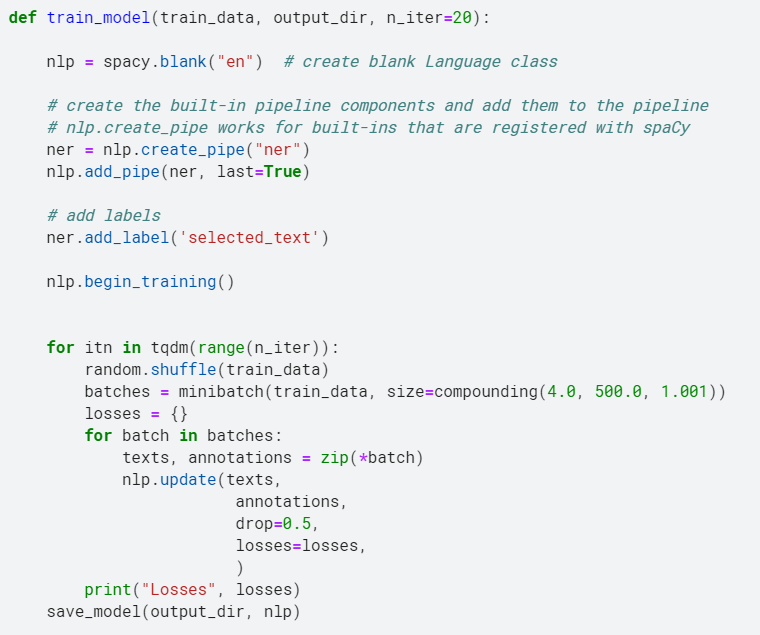 def train_model(train_data, output_dir, n_iter=20):
    nlp = spacy.blank("en")  # create blank Language class
    # create the built-in pipeline components and add them to the pipeline
    # nlp.create_pipe works for built-ins that are registered with spaCy
    ner = nlp.create_pipe("ner")
    nlp.add_pipe(ner, last=True)
    # add labels
    ner.add_label('selected_text')
    nlp.begin_training()
    for itn in tqdm(range(n_iter)):
        random.shuffle(train_data)
        batches = minibatch(train_data, size=compounding(4.0, 500.0, 1.001))
        losses = {}
        for batch in batches:
            texts, annotations = zip(*batch)
            nlp.update(texts,
                        annotations,
                        drop=0.5,
                        losses=losses,
                        )
        print("Losses", losses)
    save_model(output_dir, nlp)